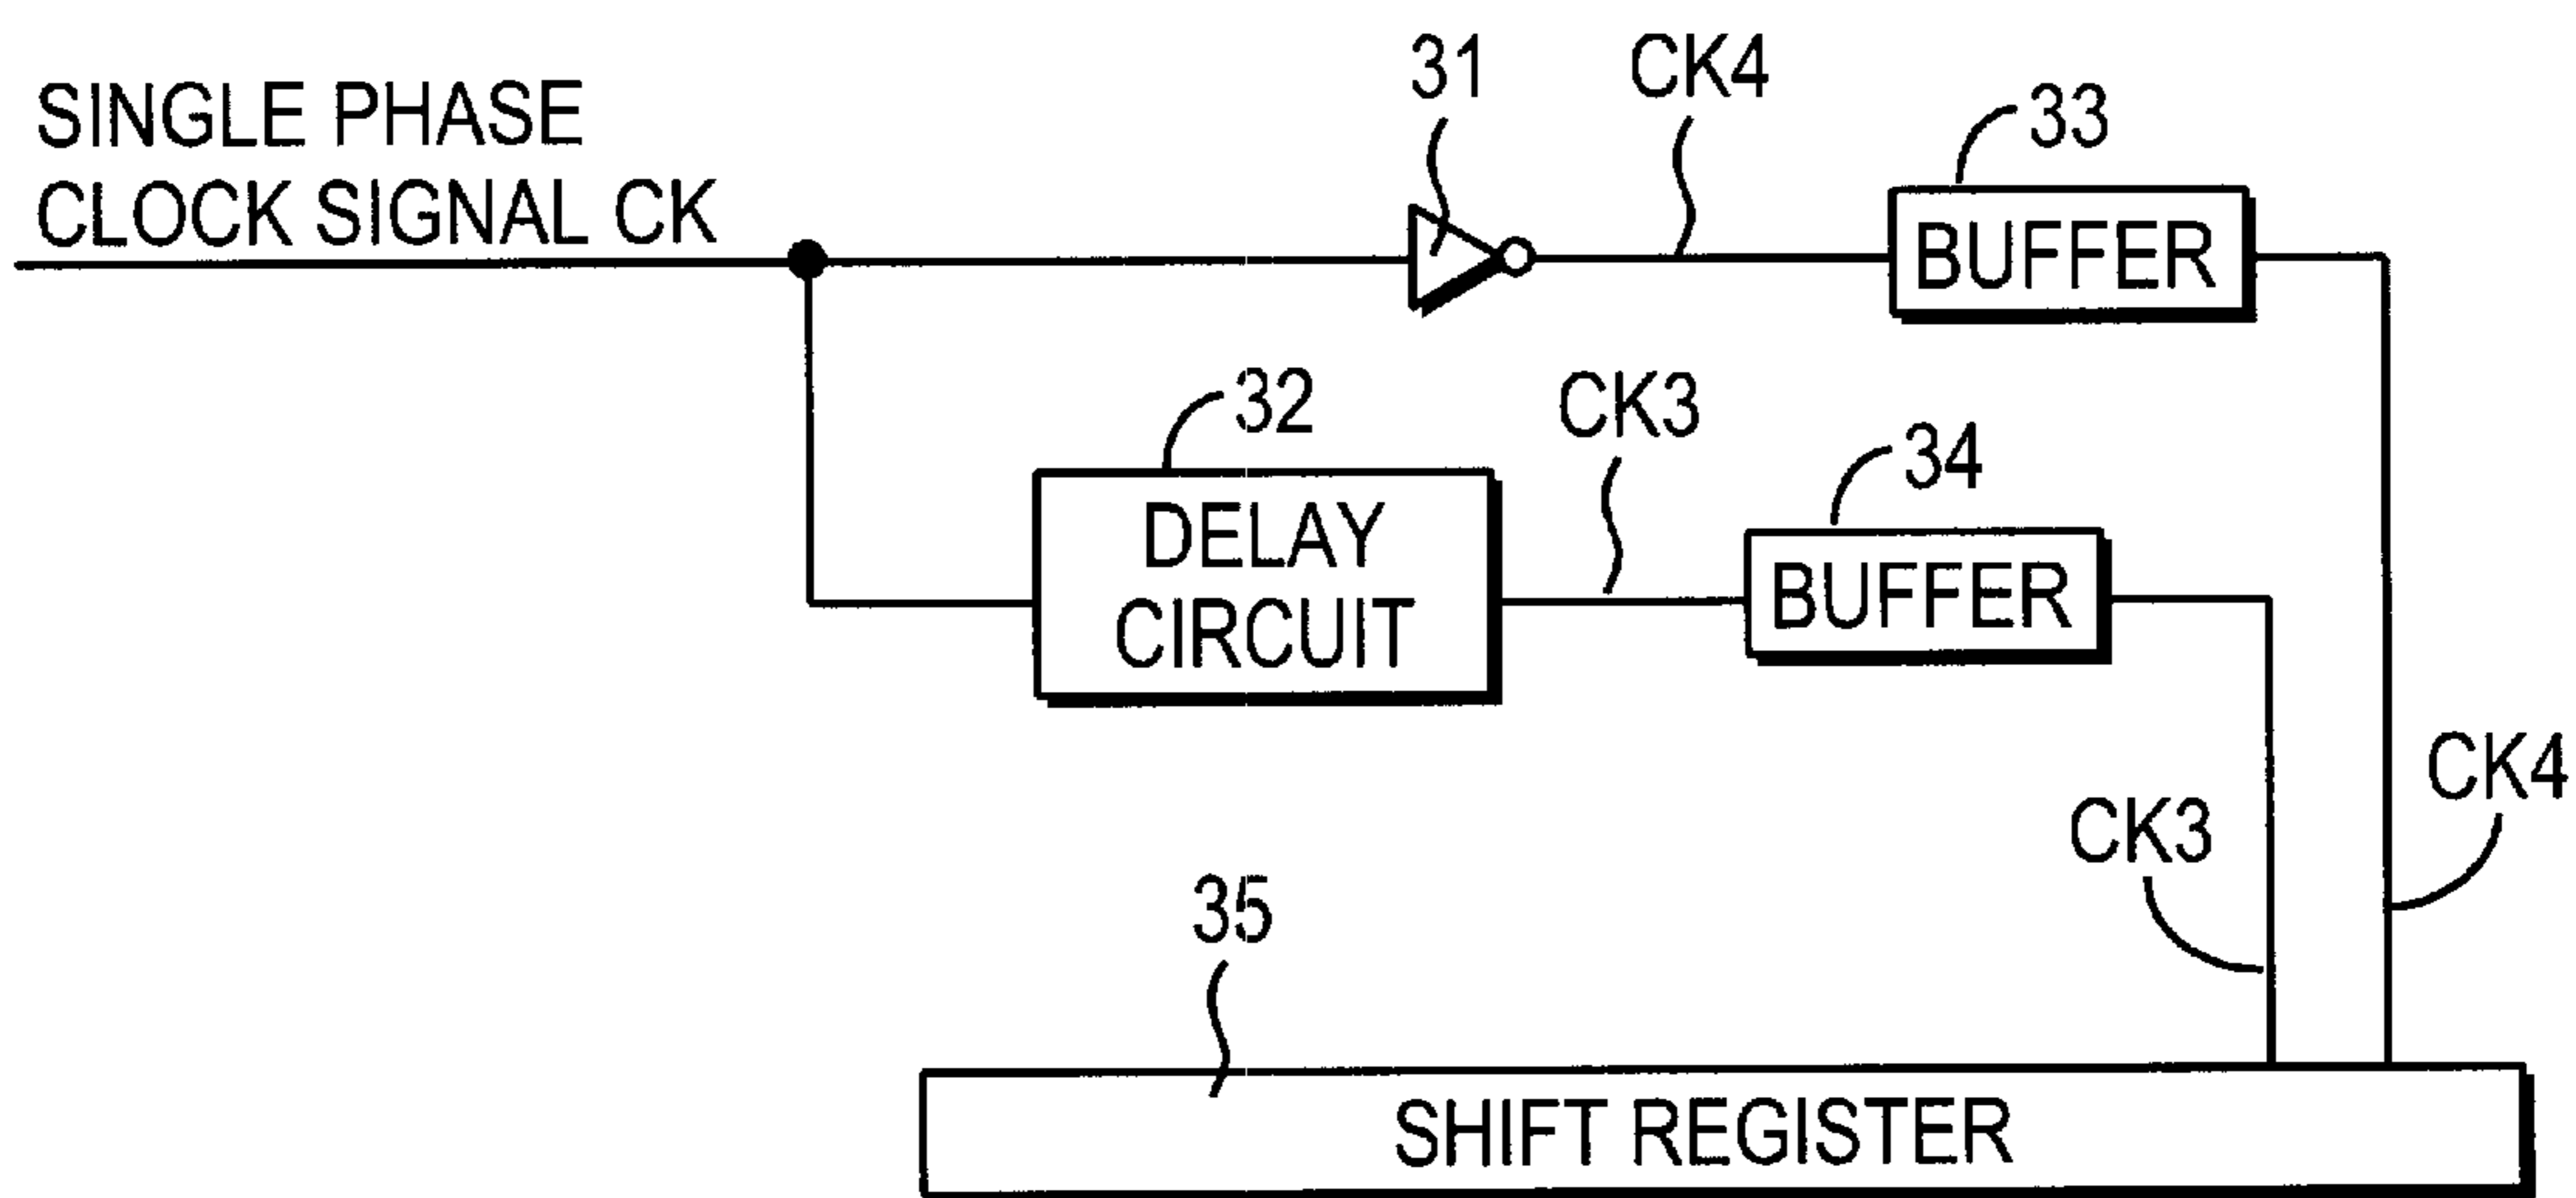 SINGLE PHASE
CLOCK SIGNAL CK
31
CK4
33
BUFFER
32
DELAY
CIRCUIT
CK3
34
BUFFER
CK3
CK4
35
SHIFT REGISTER